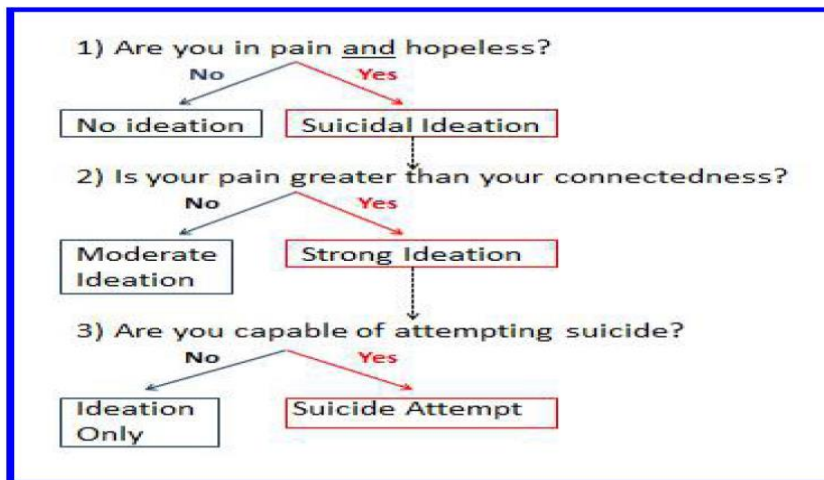 1) Are you in pain and hopeless?
No Yes
No ideation Suicidal Ideation
2) Is your pain greater than your connectedness?
No Yes
Moderate Ideation Strong Ideation
3) Are you capable of attempting suicide?
No Yes
Ideation Only Suicide Attempt